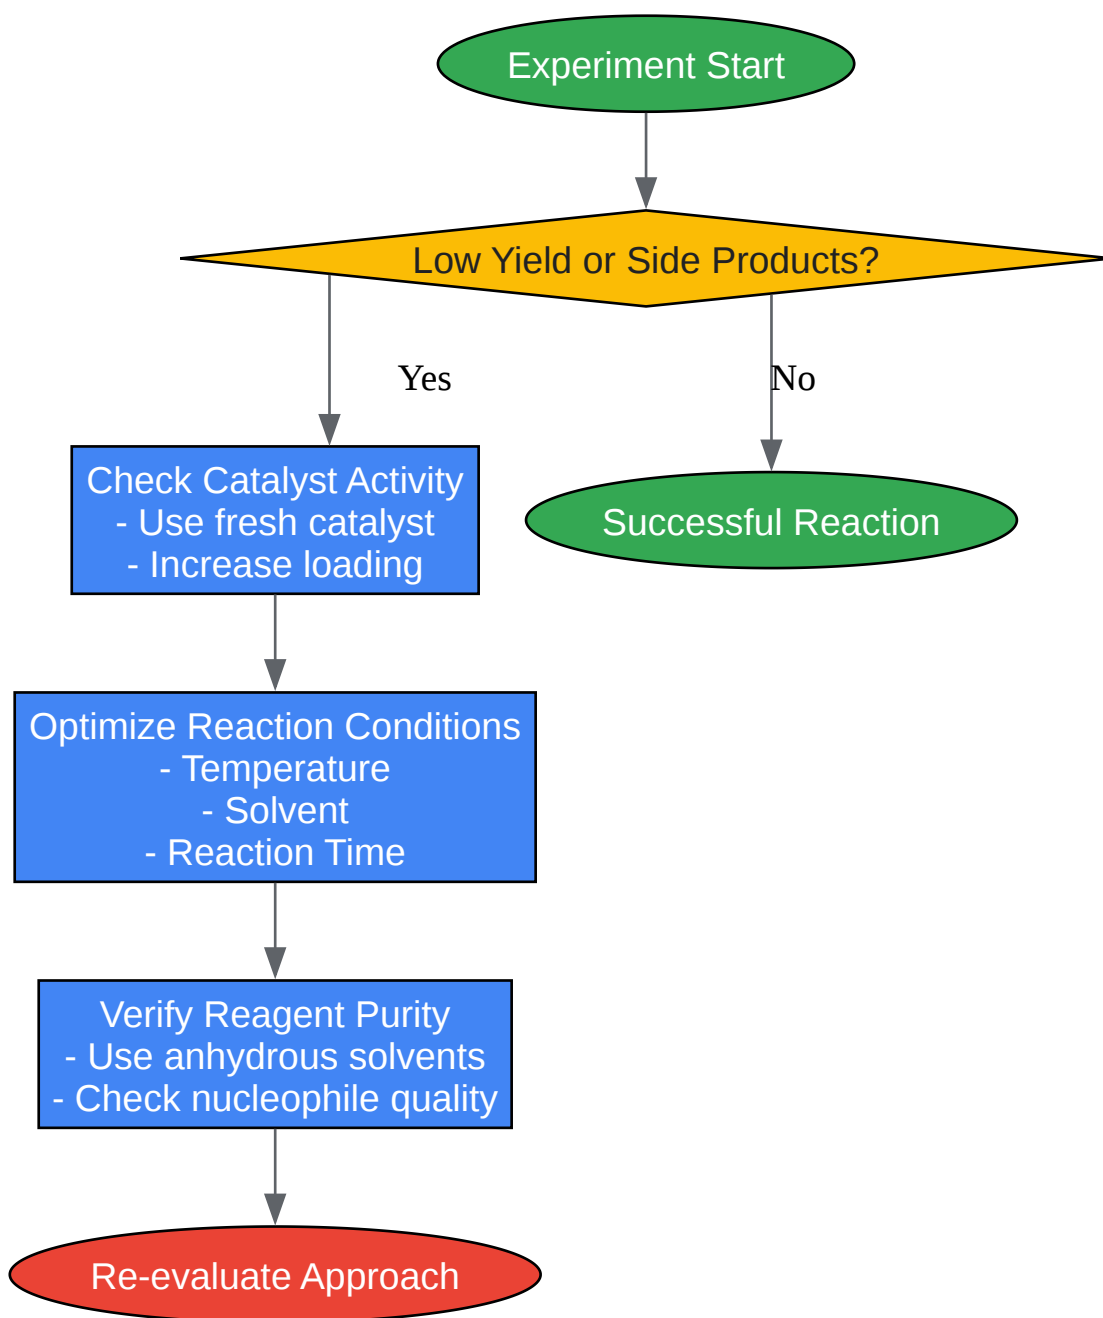 Experiment Start
Low Yield or Side Products?
Yes
No
Check Catalyst Activity
- Use fresh catalyst
- Increase loading
Successful Reaction
Optimize Reaction Conditions
- Temperature
- Solvent
- Reaction Time
Verify Reagent Purity
- Use anhydrous solvents
- Check nucleophile quality
Re-evaluate Approach